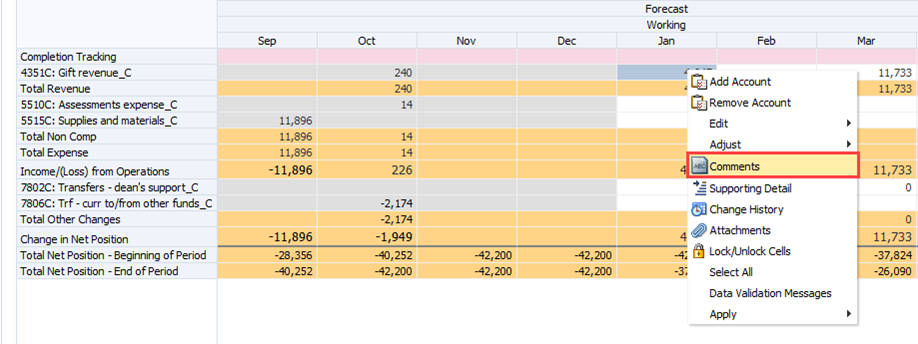 Forecast
Working
Sep Oct Nov Dec Jan Feb Mar
Completion Tracking
4351C: Gift revenue_C 240 11,733
Total Revenue 240 11,733
5510C: Assessments expense_C 14
5515C: Supplies and materials_C 11,896
Total Non Comp 11,896 14
Total Expense 11,896 14
Income/(Loss) from Operations -11,896 226 11,733
7802C: Transfers - dean's support_C 0
7806C: Trf - curr to/from other funds_C -2,174
Total Other Changes -2,174 0
Change in Net Position -11,896 -1,949 11,733
Total Net Position - Beginning of Period -28,356 -40,252 -42,200 -42,200 -37,824
Total Net Position - End of Period -40,252 -42,200 -42,200 -42,200 -26,090
Add Account
Remove Account
Edit
Adjust
ABC Comments
Supporting Detail
Change History
Attachments
Lock/Unlock Cells
Select All
Data Validation Messages
Apply